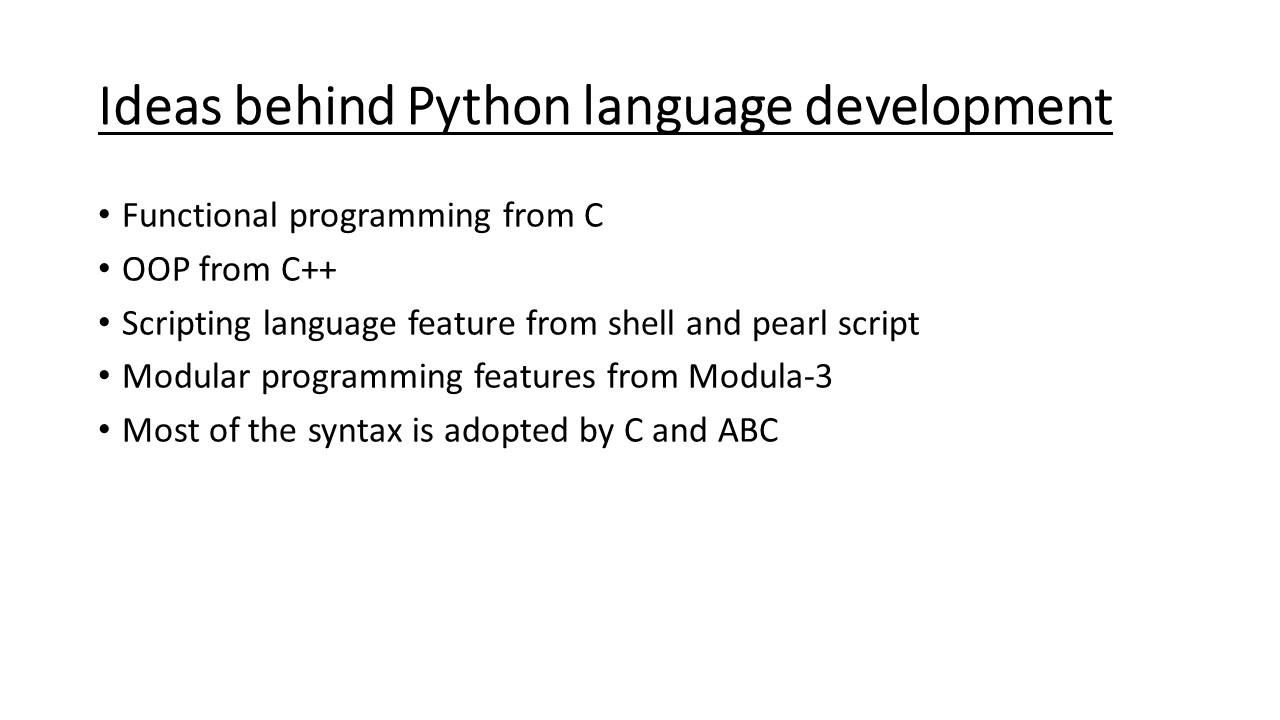 Ideas behind Python language development
• Functional programming from C
• OOP from C++
• Scripting language feature from shell and pearl script
• Modular programming features from Modula-3
• Most of the syntax is adopted by C and ABC